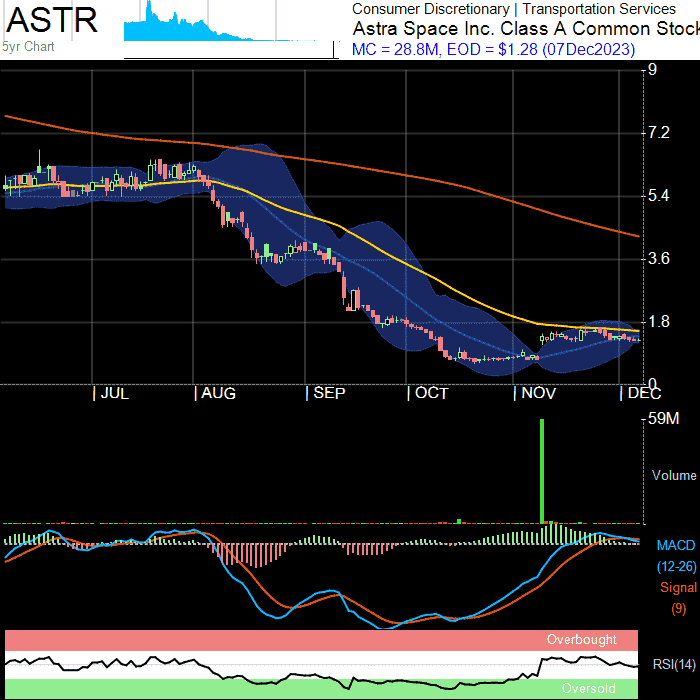 ASTR
5yr Chart
Consumer Discretionary | Transportation Services
Astra Space Inc. Class A Common Stock
MC = 28.8M, EOD = $1.28 (07Dec2023)
9
7.2
5.4
3.6
1.8
0
JUL AUG SEP OCT NOV DEC
59M
Volume
MACD
(12-26)
Signal
(9)
Overbought
RSI(14)
Oversold